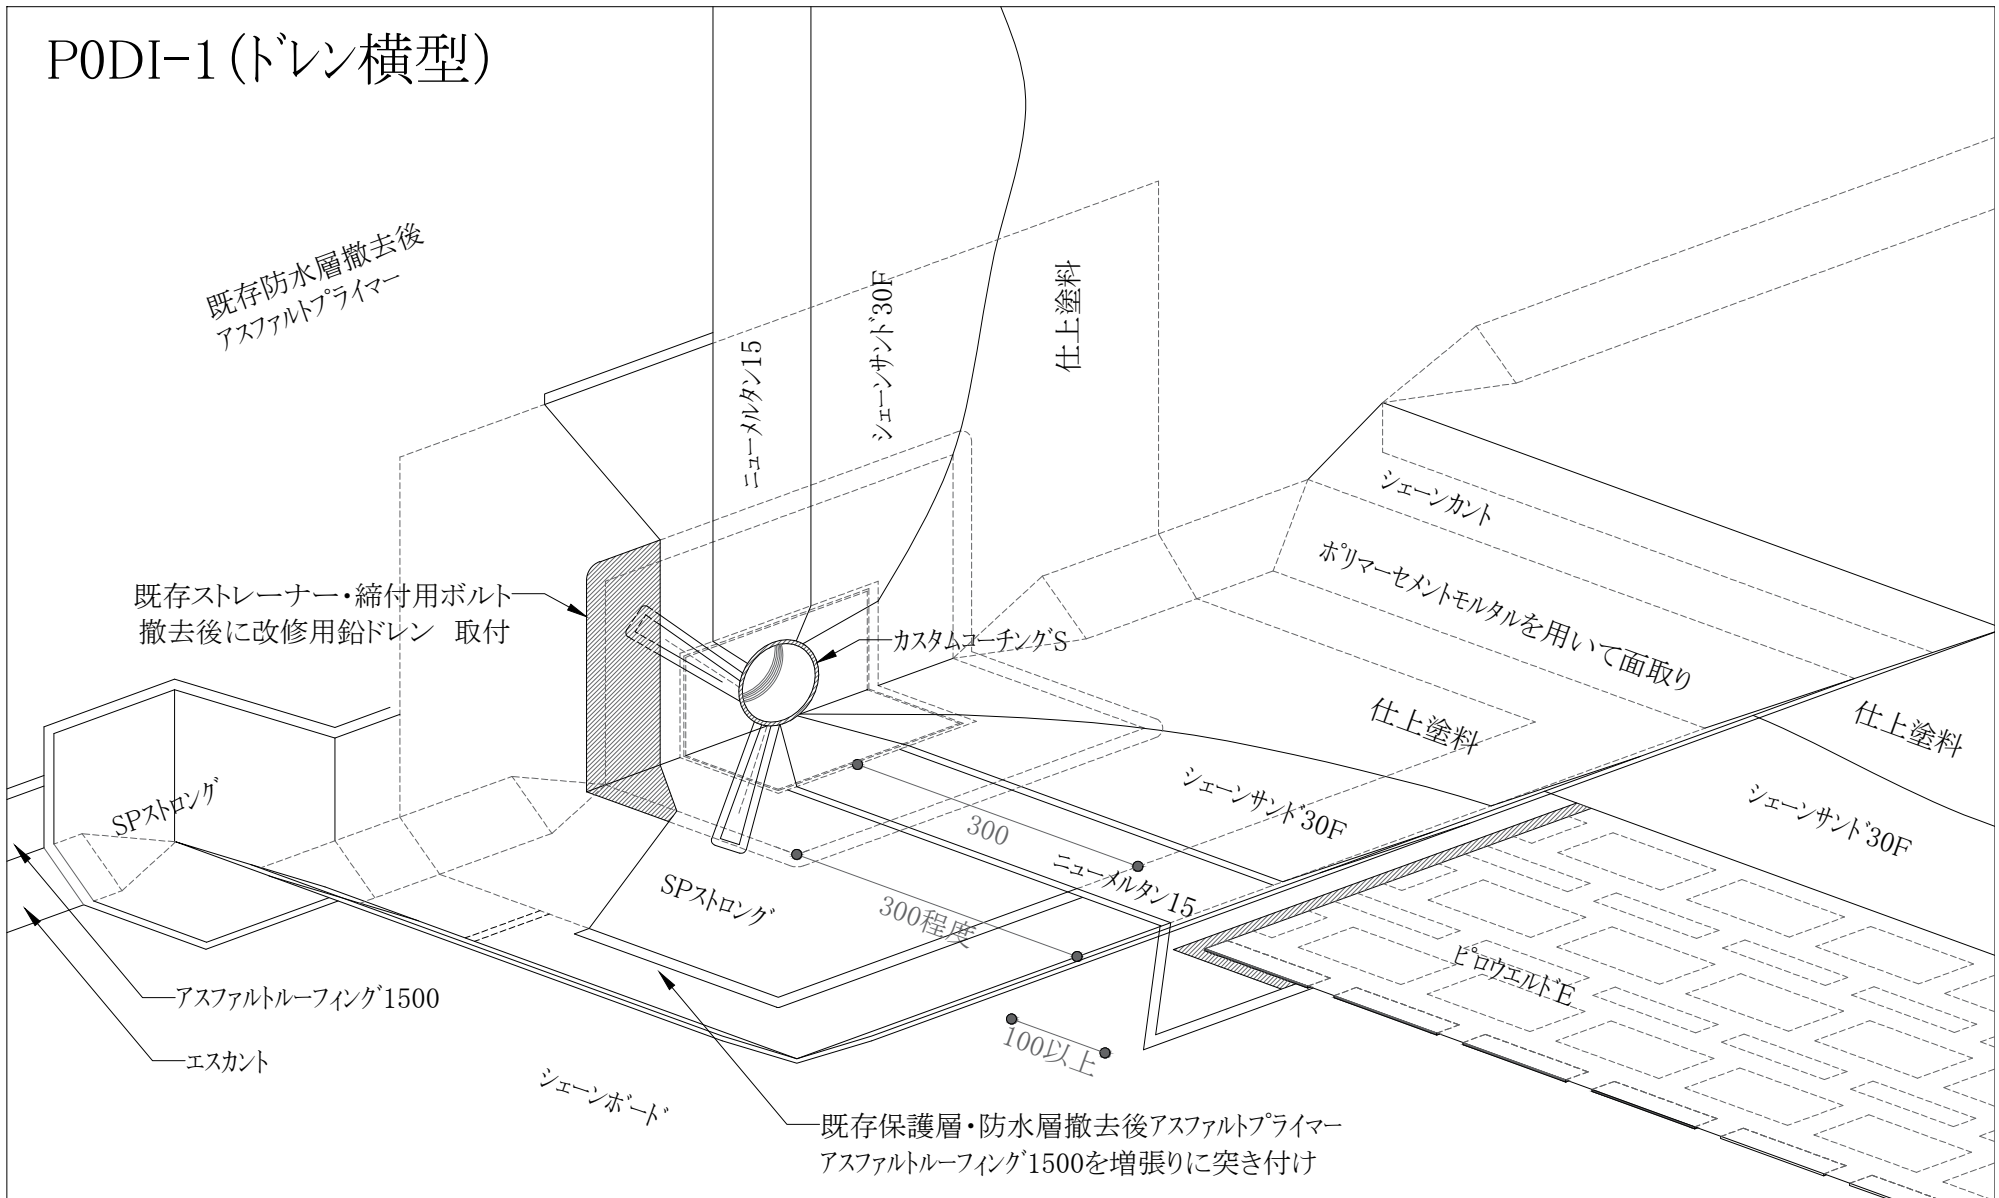 P0DI-1(ドレン横型)
既存防水層撤去後
アスファルトプライマー
ニューメルタン15
シェーンサンド30F
仕上塗料
シェーンカント
ポリマーセメントモルタルを用いて面取り
既存ストレーナー・締付用ボルト
撤去後に改修用鉛ドレン 取付
カスタムコーチングS
仕上塗料
仕上塗料
SPストロング
シェーンサンド30F
シェーンサンド30F
300
ニューメルタン15
SPストロング
300程度
ピロウエルドE
アスファルトルーフィング1500
エスカント
100以上
シェーンボード
既存保護層・防水層撤去後アスファルトプライマー
アスファルトルーフィング1500を増張りに突き付け